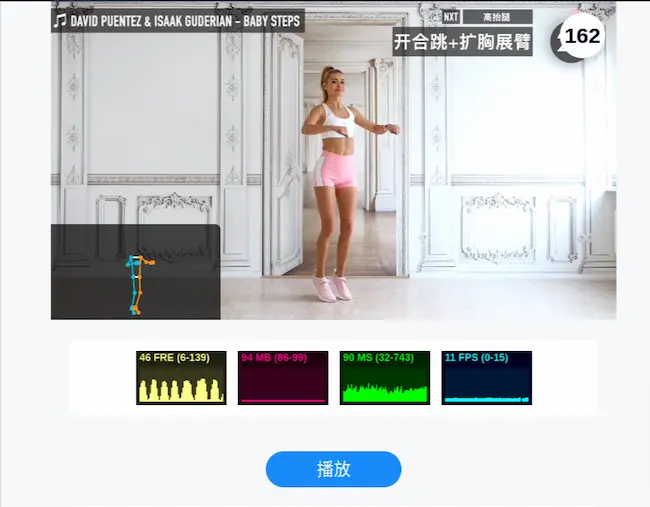 DAVID PUENTEZ & ISAAK GUDERIAN - BABY STEPS
NXT 高抬腿
开合跳+扩胸展臂
162
46 FRE (6-139)
94 MB (86-99)
90 MS (32-743)
11 FPS (0-15)
播放